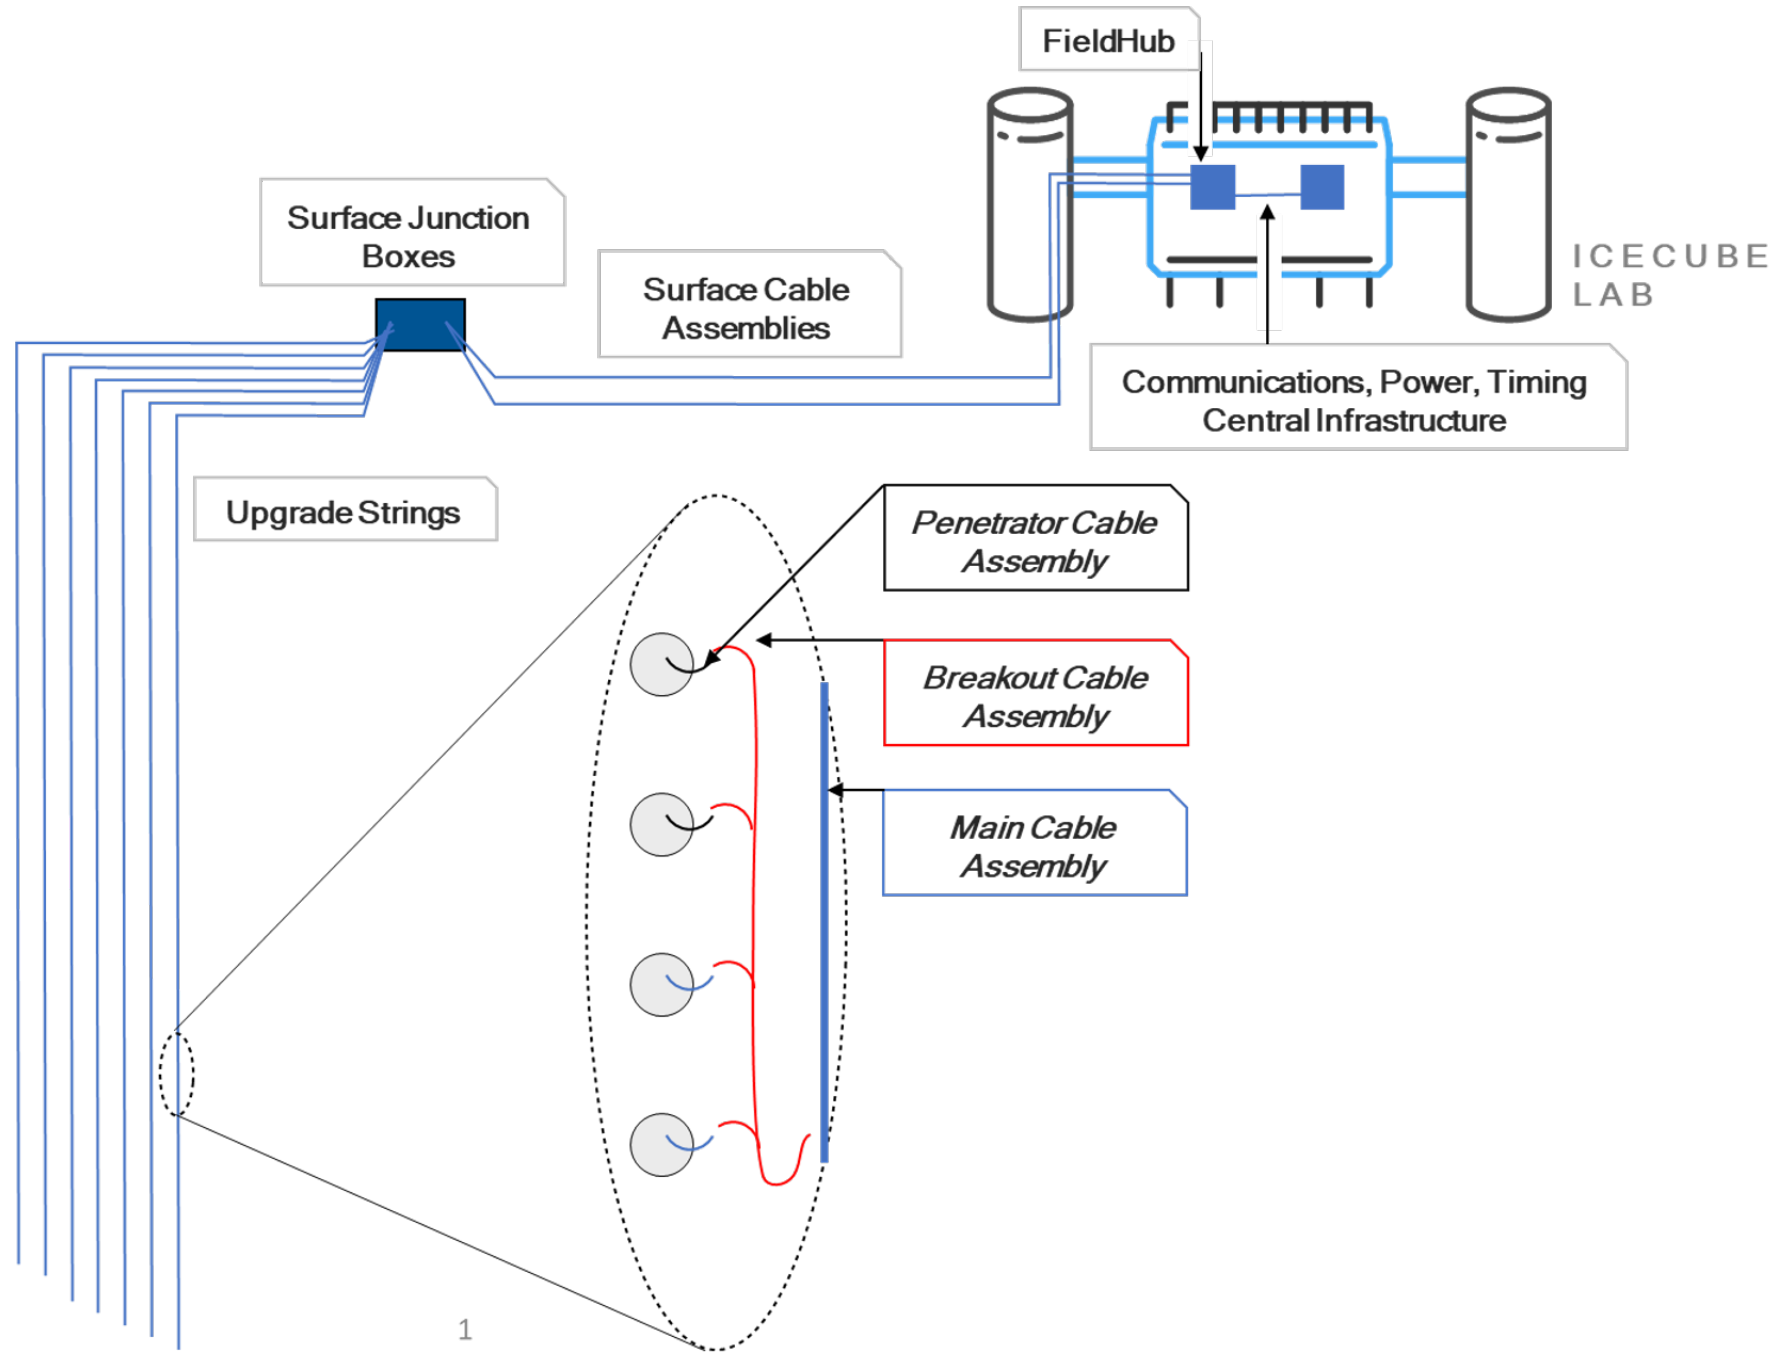 FieldHub
Surface Junction
Boxes
Surface Cable
Assemblies
ICECUBE
LAB
Communications, Power, Timing
Central Infrastructure
Upgrade Strings
Penetrator Cable
Assembly
Breakout Cable
Assembly
Main Cable
Assembly
1